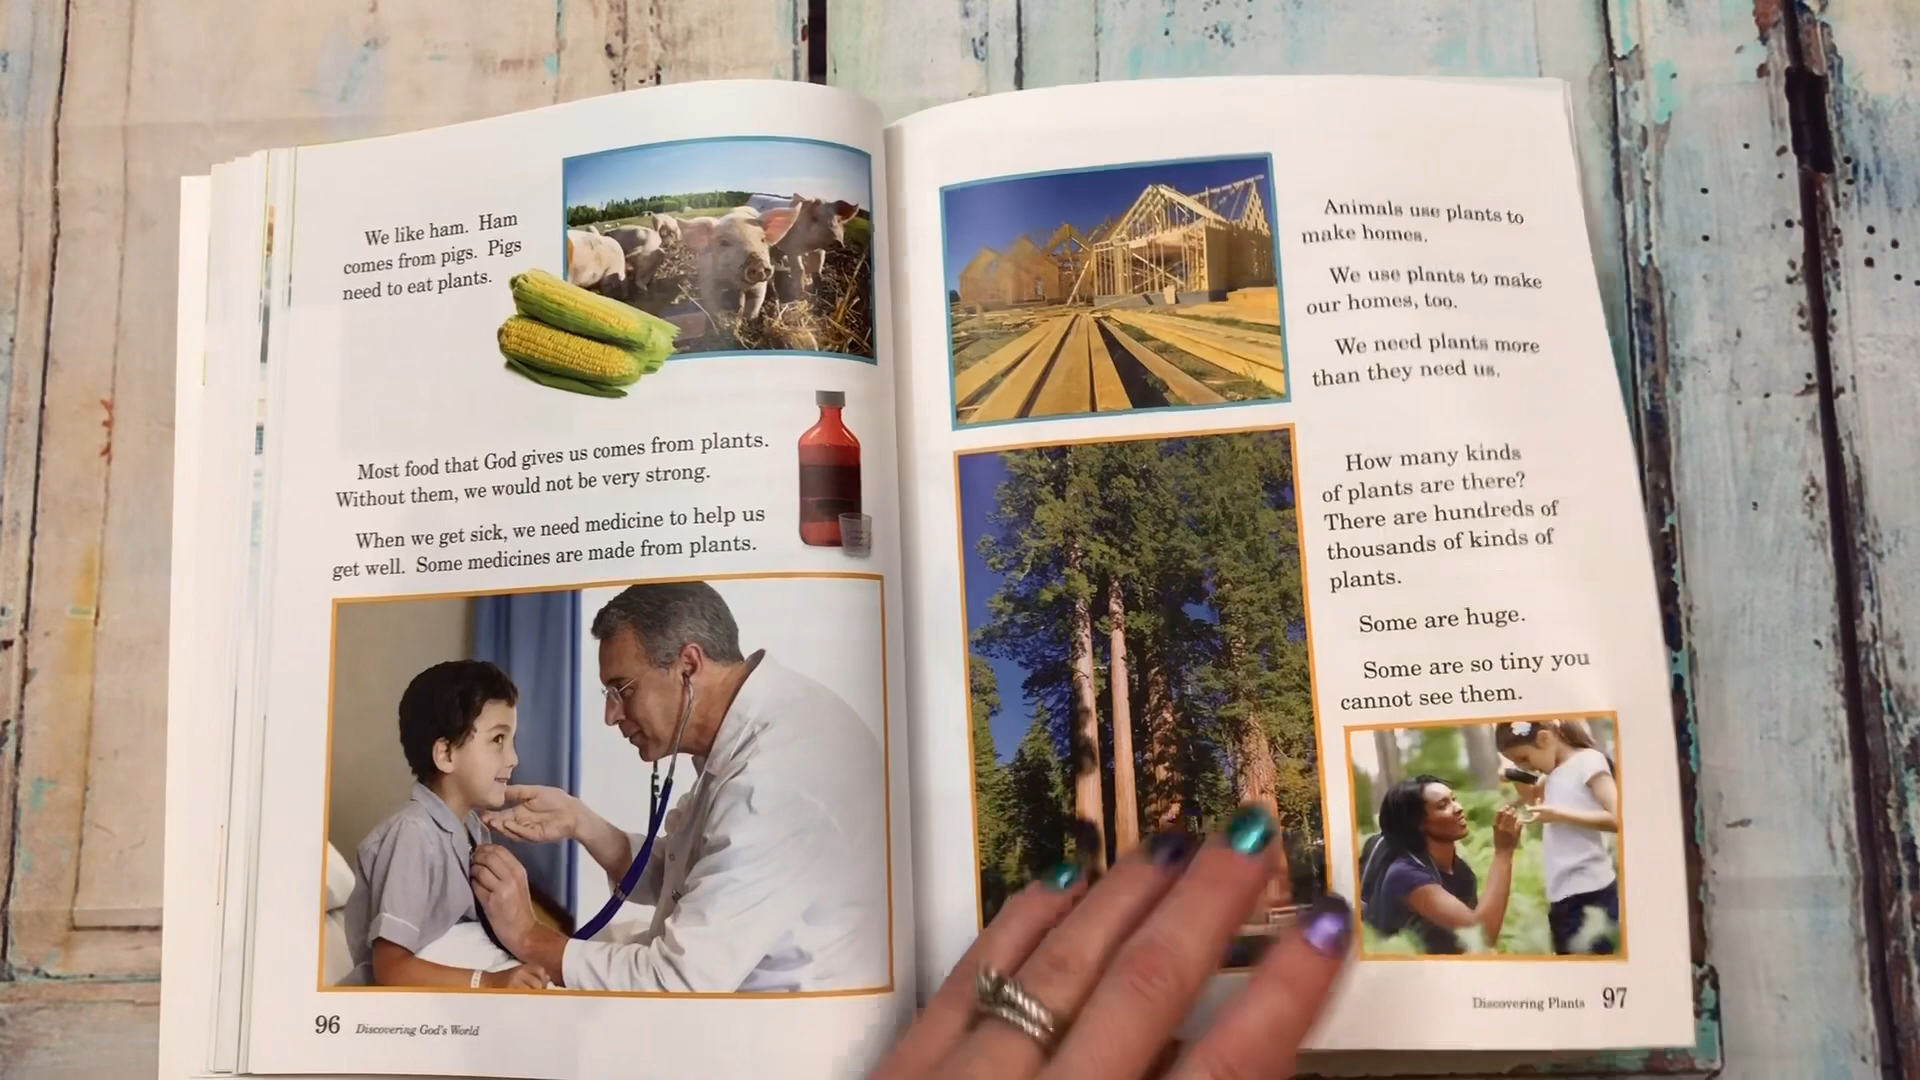 We like ham. Ham
comes from pigs. Pigs
need to eat plants.
Most food that God gives us comes from plants.
Without them, we would not be very strong.
When we get sick, we need medicine to help us
get well. Some medicines are made from plants.
96 Discovering God's World
Animals use plants to
make homes.
We use plants to make
our homes, too.
We need plants more
than they need us.
How many kinds
of plants are there?
There are hundreds of
thousands of kinds of
plants.
Some are huge.
Some are so tiny you
cannot see them.
Discovering Plants 97